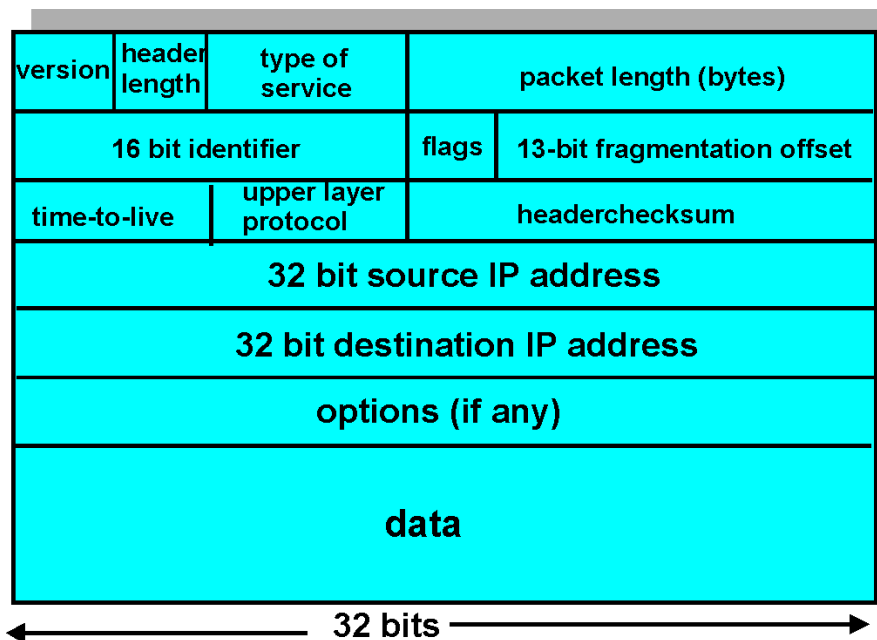 version
header
length
type of
service
packet length (bytes)
16 bit identifier
flags
13-bit fragmentation offset
time-to-live
upper layer
protocol
headerchecksum
32 bit source IP address
32 bit destination IP address
options (if any)
data
32 bits